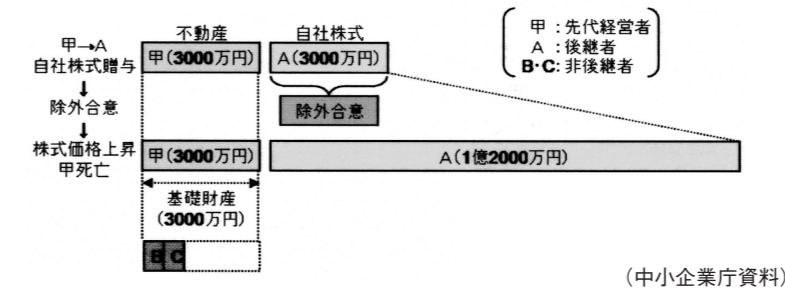 不動産
自社株式
甲→A
自社株式贈与
甲(3000万円)
A(3000万円)
甲:先代経営者
A:後継者
B・C:非後継者
↓
除外合意
↓
除外合意
株式価格上昇
甲死亡
甲(3000万円)
A(1億2000万円)
基礎財産
(3000万円)
B C
(中小企業庁資料)